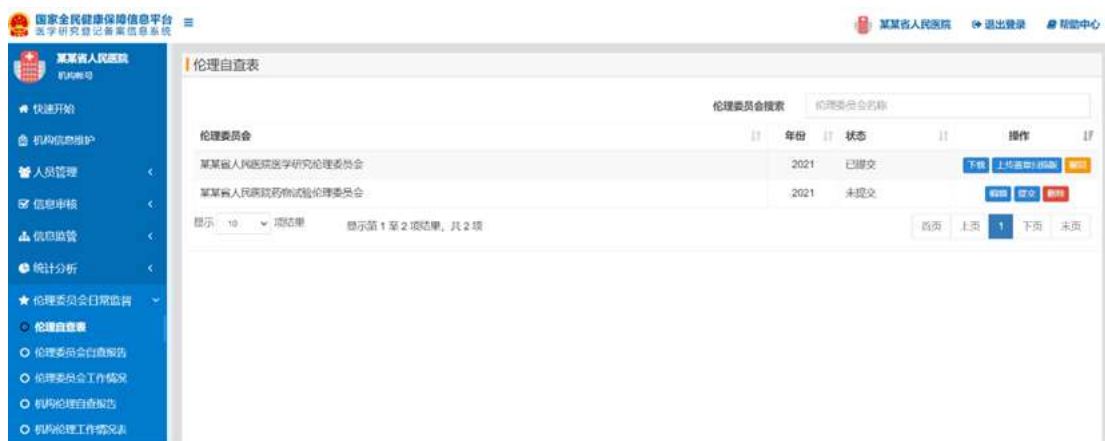 国家全民健康保障信息平台
医学研究登记备案信息系统
某某省人民医院
退出登录
帮助中心
某某省人民医院
机构帐号
伦理自查表
快速开始
机构信息维护
人员管理
信息审核
信息监管
统计分析
伦理委员会日常监督
伦理自查表
伦理委员会自查报告
伦理委员会工作情况
机构伦理自查报告
机构伦理工作情况表
伦理委员会搜索 伦理委员会名称
伦理委员会 年份 状态 操作
某某省人民医院医学研究伦理委员会 2021 已提交 下载 上传盖章扫描版 撤回
某某省人民医院药物试验伦理委员会 2021 未提交 编辑 提交 删除
显示 10 项结果 显示第 1 至 2 项结果，共 2 项
首页 上页 1 下页 末页